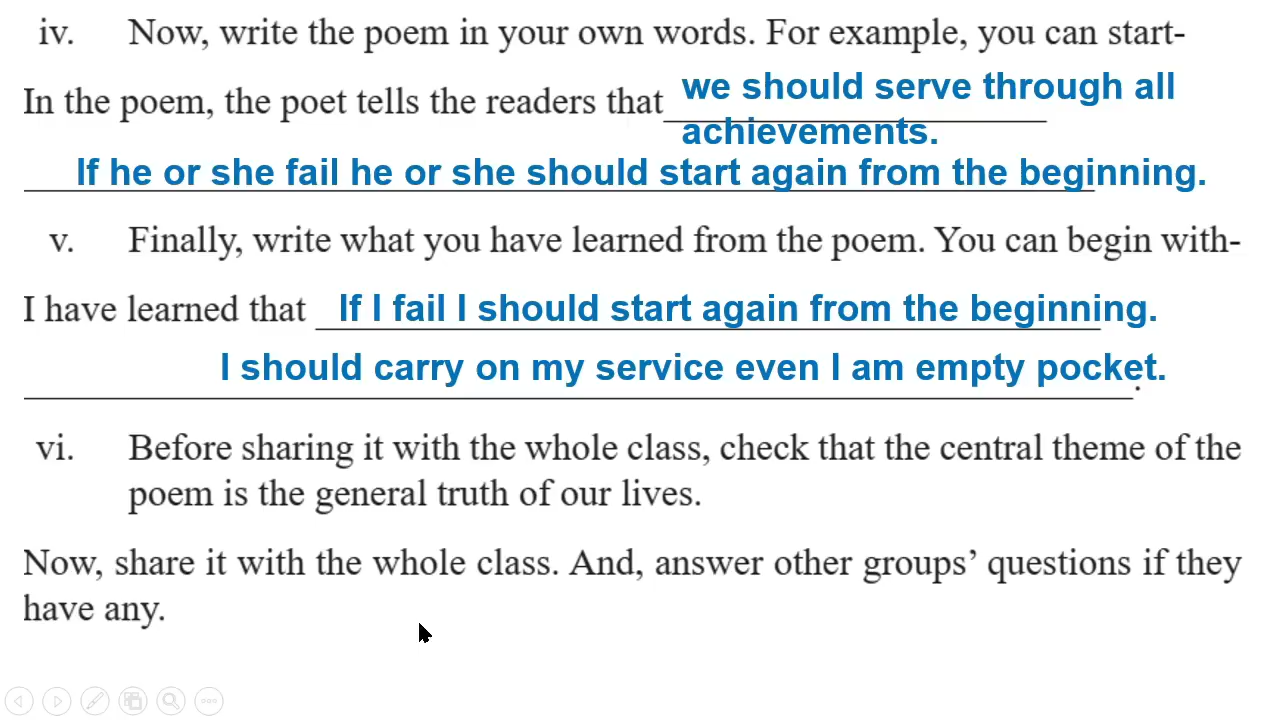 iv. Now, write the poem in your own words. For example, you can start-
In the poem, the poet tells the readers that we should serve through all
achievements.
If he or she fail he or she should start again from the beginning.
v. Finally, write what you have learned from the poem. You can begin with-
I have learned that If I fail I should start again from the beginning.
I should carry on my service even I am empty pocket.
.
vi. Before sharing it with the whole class, check that the central theme of the
poem is the general truth of our lives.
Now, share it with the whole class. And, answer other groups’ questions if they
have any.